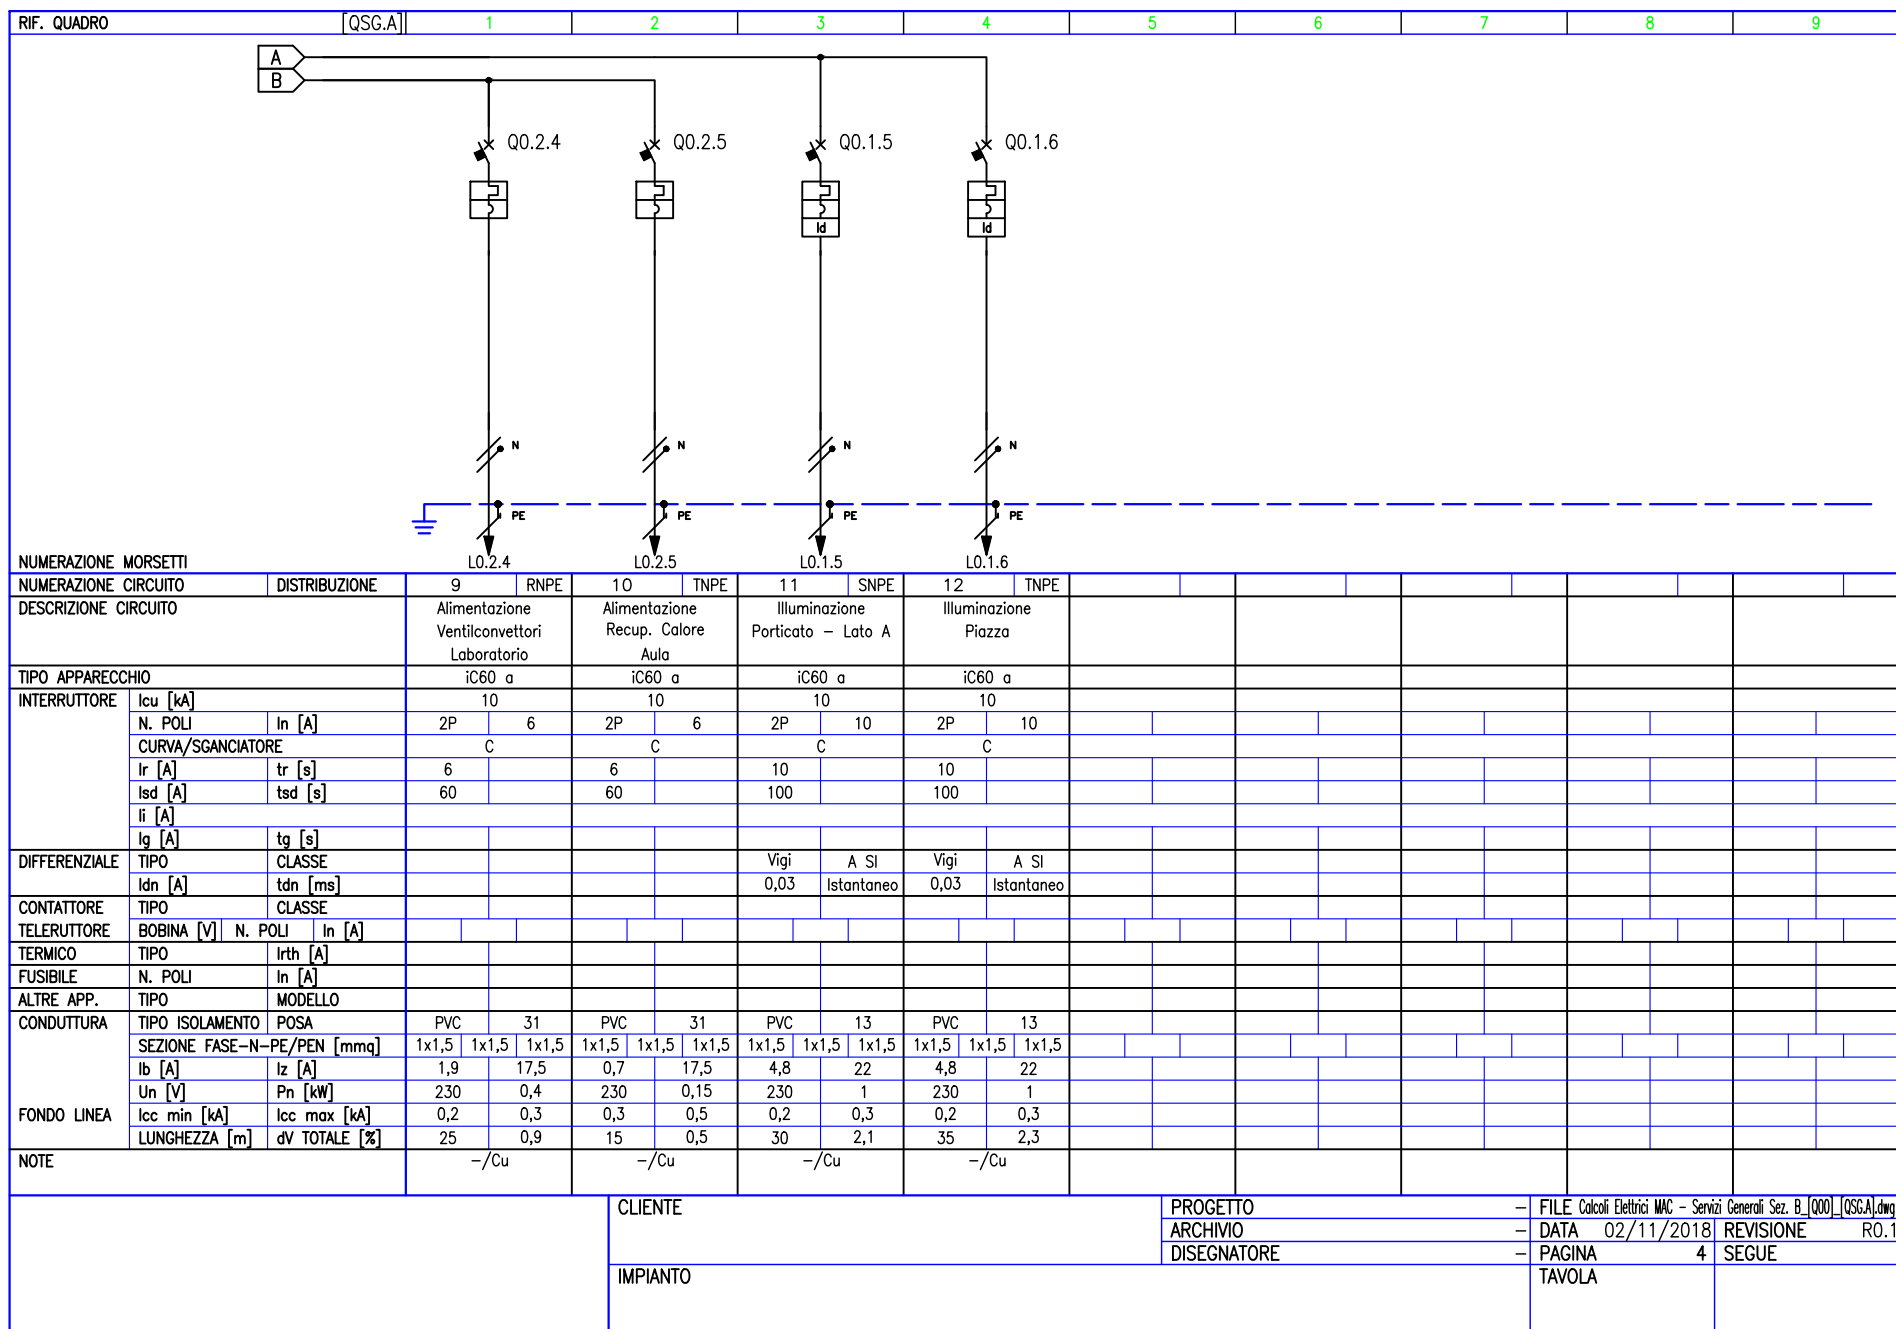 RIF. QUADRO [QSG.A] 1 2 3 4 5 6 7 8 9
A
B
Q0.2.4 Q0.2.5 Q0.1.5 Q0.1.6
Id Id
N N N N
PE PE PE PE
NUMERAZIONE MORSETTI L0.2.4 L0.2.5 L0.1.5 L0.1.6
NUMERAZIONE CIRCUITO DISTRIBUZIONE 9 RNPE 10 TNPE 11 SNPE 12 TNPE
DESCRIZIONE CIRCUITO Alimentazione Alimentazione Illuminazione Illuminazione
Ventilconvettori Recup. Calore Porticato – Lato A Piazza
Laboratorio Aula
TIPO APPARECCHIO iC60 a iC60 a iC60 a iC60 a
INTERRUTTORE Icu [kA] 10 10 10 10
N. POLI In [A] 2P 6 2P 6 2P 10 2P 10
CURVA/SGANCIATORE C C C C
Ir [A] tr [s] 6 6 10 10
Isd [A] tsd [s] 60 60 100 100
Ii [A]
Ig [A] tg [s]
DIFFERENZIALE TIPO CLASSE Vigi A SI Vigi A SI
Idn [A] tdn [ms] 0,03 Istantaneo 0,03 Istantaneo
CONTATTORE TIPO CLASSE
TELERUTTORE BOBINA [V] N. POLI In [A]
TERMICO TIPO Irth [A]
FUSIBILE N. POLI In [A]
ALTRE APP. TIPO MODELLO
CONDUTTURA TIPO ISOLAMENTO POSA PVC 31 PVC 31 PVC 13 PVC 13
SEZIONE FASE–N–PE/PEN [mmq] 1x1,5 1x1,5 1x1,5 1x1,5 1x1,5 1x1,5 1x1,5 1x1,5 1x1,5 1x1,5 1x1,5 1x1,5
Ib [A] Iz [A] 1,9 17,5 0,7 17,5 4,8 22 4,8 22
Un [V] Pn [kW] 230 0,4 230 0,15 230 1 230 1
FONDO LINEA Icc min [kA] Icc max [kA] 0,2 0,3 0,3 0,5 0,2 0,3 0,2 0,3
LUNGHEZZA [m] dV TOTALE [%] 25 0,9 15 0,5 30 2,1 35 2,3
NOTE –/Cu –/Cu –/Cu –/Cu
CLIENTE PROGETTO – FILE Calcoli Elettrici MAC – Servizi Generali Sez. B_[Q00]_[QSG.A].dwg
ARCHIVIO – DATA 02/11/2018 REVISIONE R0.1
DISEGNATORE – PAGINA 4 SEGUE
IMPIANTO TAVOLA